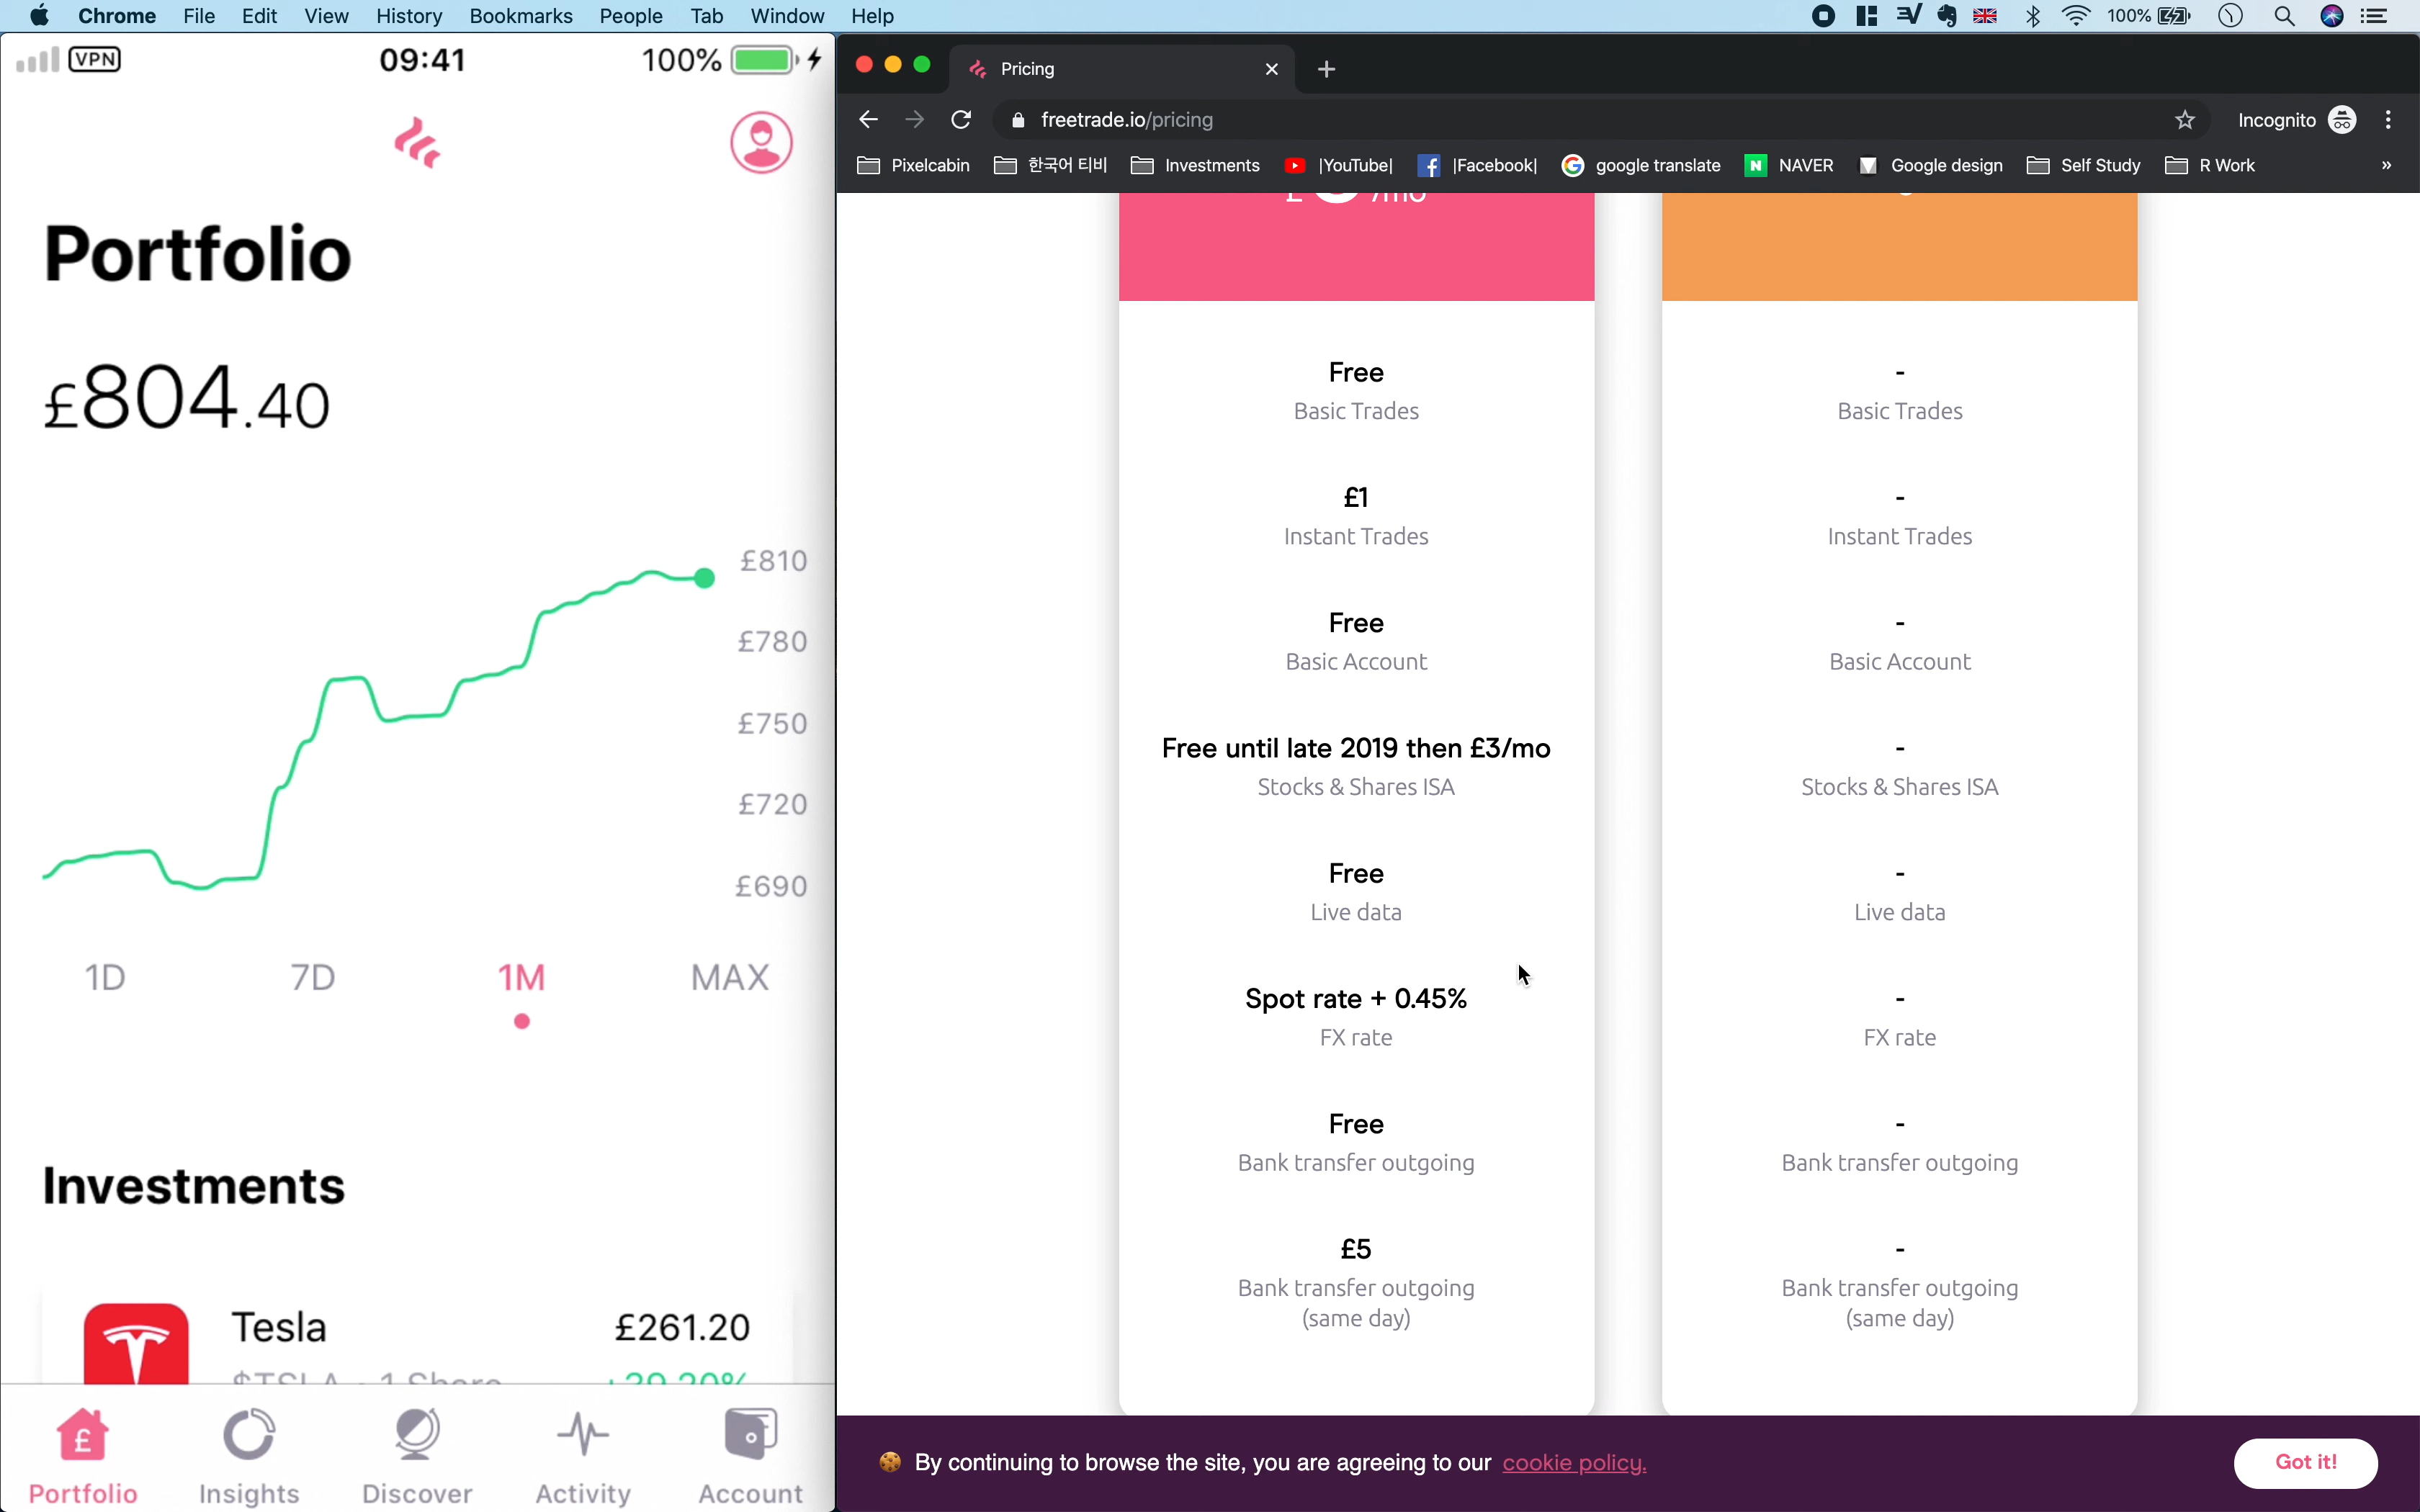 Chrome File Edit View History Bookmarks People Tab Window Help
100%
VPN 09:41 100%
Portfolio
£804.40
£810
£780
£750
£720
£690
1D 7D 1M MAX
Investments
Tesla £261.20
Portfolio Insights Discover Activity Account
Pricing
freetrade.io/pricing
Incognito
Pixelcabin 한국어 티비 Investments |YouTube| |Facebook| google translate NAVER Google design Self Study R Work »
Free
Basic Trades
£1
Instant Trades
Free
Basic Account
Free until late 2019 then £3/mo
Stocks & Shares ISA
Free
Live data
Spot rate + 0.45%
FX rate
Free
Bank transfer outgoing
£5
Bank transfer outgoing
(same day)
-
Basic Trades
-
Instant Trades
-
Basic Account
-
Stocks & Shares ISA
-
Live data
-
FX rate
-
Bank transfer outgoing
-
Bank transfer outgoing
(same day)
By continuing to browse the site, you are agreeing to our cookie policy.
Got it!